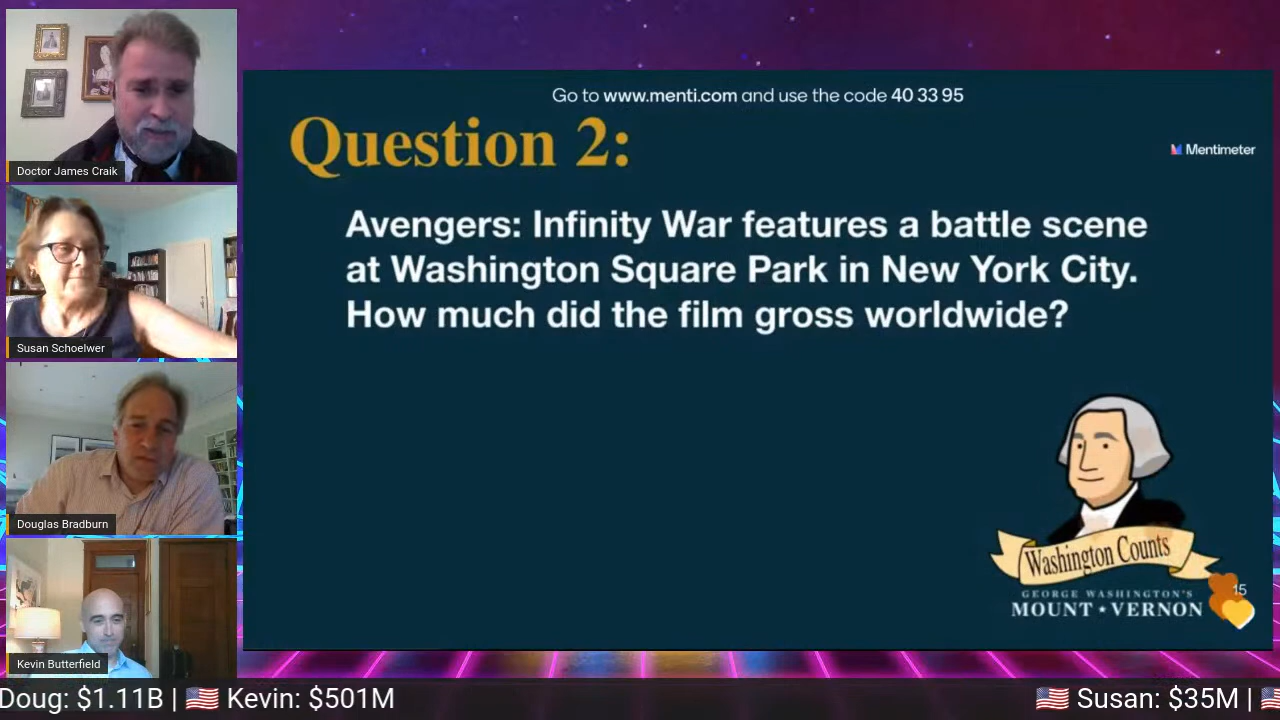 Go to www.menti.com and use the code 40 33 95
Question 2:
Mentimeter
Avengers: Infinity War features a battle scene
at Washington Square Park in New York City.
How much did the film gross worldwide?
Doctor James Craik
Susan Schoelwer
Douglas Bradburn
Kevin Butterfield
Washington Counts
GEORGE WASHINGTON'S
MOUNT ★ VERNON
15
Doug: $1.11B | 🇺🇸 Kevin: $501M
🇺🇸 Susan: $35M |